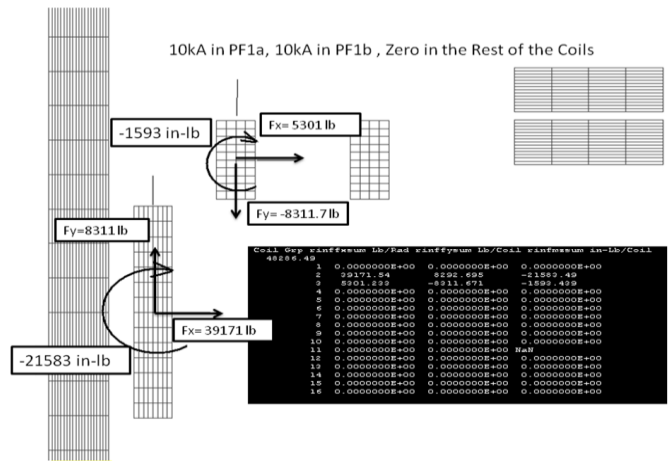 10kA in PF1a, 10kA in PF1b , Zero in the Rest of the Coils
-1593 in-lb
Fx= 5301 lb
Fy= -8311.7 lb
Fy=8311 lb
Fx= 39171 lb
-21583 in-lb
Coil Grp rinffxsum Lb/Rad rinffysum Lb/Coil rinfmzsum in-Lb/Coil
48286.49
1 0.0000000E+00 0.0000000E+00 0.0000000E+00
2 39171.54 8292.695 -21583.49
3 5301.233 -8311.671 -1593.439
4 0.0000000E+00 0.0000000E+00 0.0000000E+00
5 0.0000000E+00 0.0000000E+00 0.0000000E+00
6 0.0000000E+00 0.0000000E+00 0.0000000E+00
7 0.0000000E+00 0.0000000E+00 0.0000000E+00
8 0.0000000E+00 0.0000000E+00 0.0000000E+00
9 0.0000000E+00 0.0000000E+00 0.0000000E+00
10 0.0000000E+00 0.0000000E+00 0.0000000E+00
11 0.0000000E+00 0.0000000E+00 NaN
12 0.0000000E+00 0.0000000E+00 0.0000000E+00
13 0.0000000E+00 0.0000000E+00 0.0000000E+00
14 0.0000000E+00 0.0000000E+00 0.0000000E+00
15 0.0000000E+00 0.0000000E+00 0.0000000E+00
16 0.0000000E+00 0.0000000E+00 0.0000000E+00